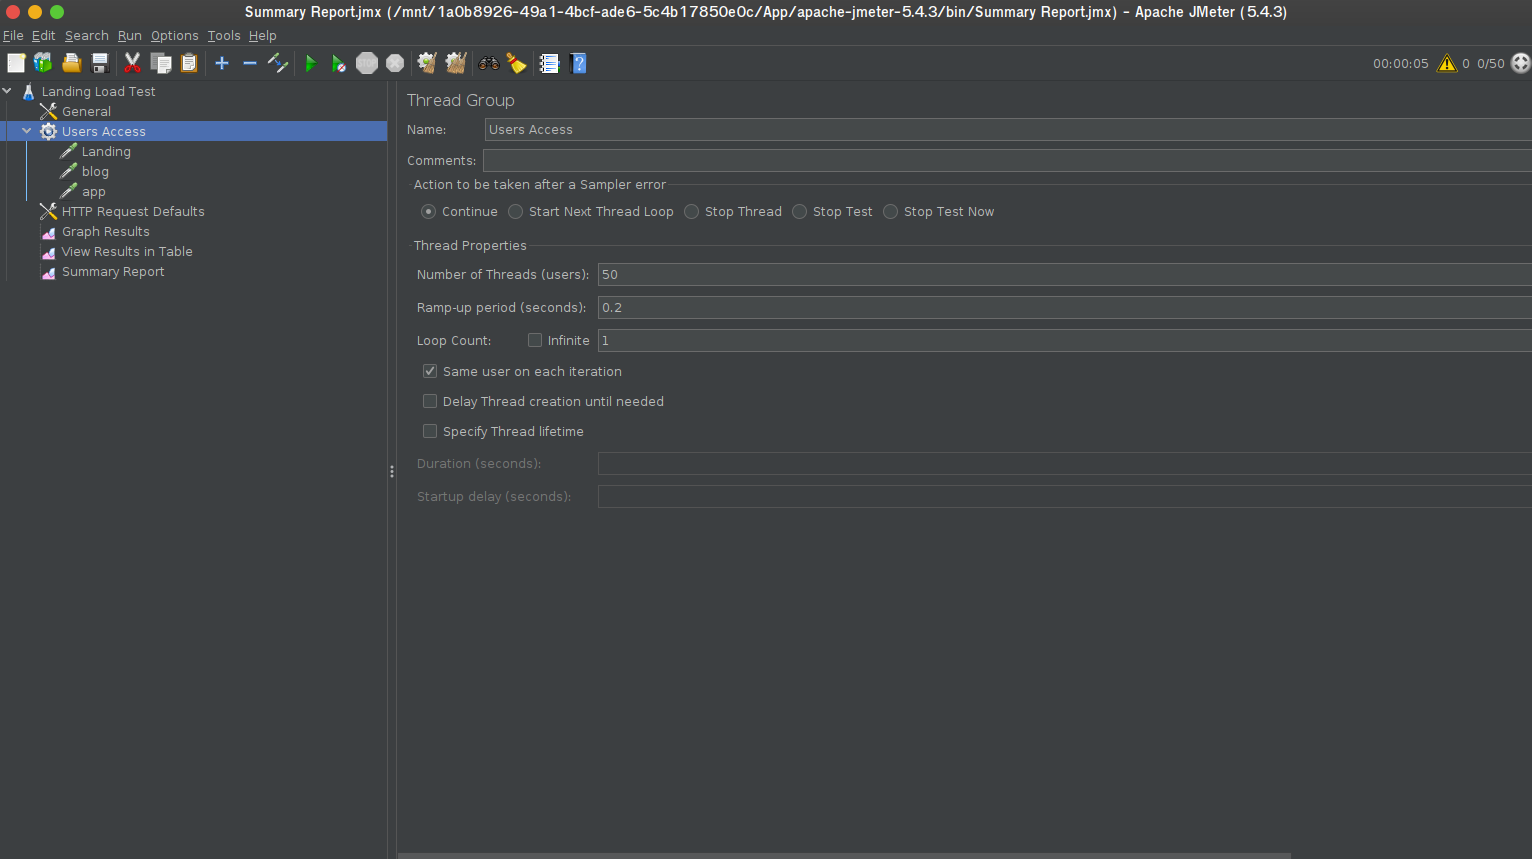 Summary Report.jmx (/mnt/1a0b8926-49a1-4bcf-ade6-5c4b17850e0c/App/apache-jmeter-5.4.3/bin/Summary Report.jmx) - Apache JMeter (5.4.3)
File Edit Search Run Options Tools Help
STOP
00:00:05 0 0/50
Landing Load Test
General
Users Access
Landing
blog
app
HTTP Request Defaults
Graph Results
View Results in Table
Summary Report
Thread Group
Name: Users Access
Comments:
Action to be taken after a Sampler error
Continue Start Next Thread Loop Stop Thread Stop Test Stop Test Now
Thread Properties
Number of Threads (users): 50
Ramp-up period (seconds): 0.2
Loop Count: Infinite 1
Same user on each iteration
Delay Thread creation until needed
Specify Thread lifetime
Duration (seconds):
Startup delay (seconds):